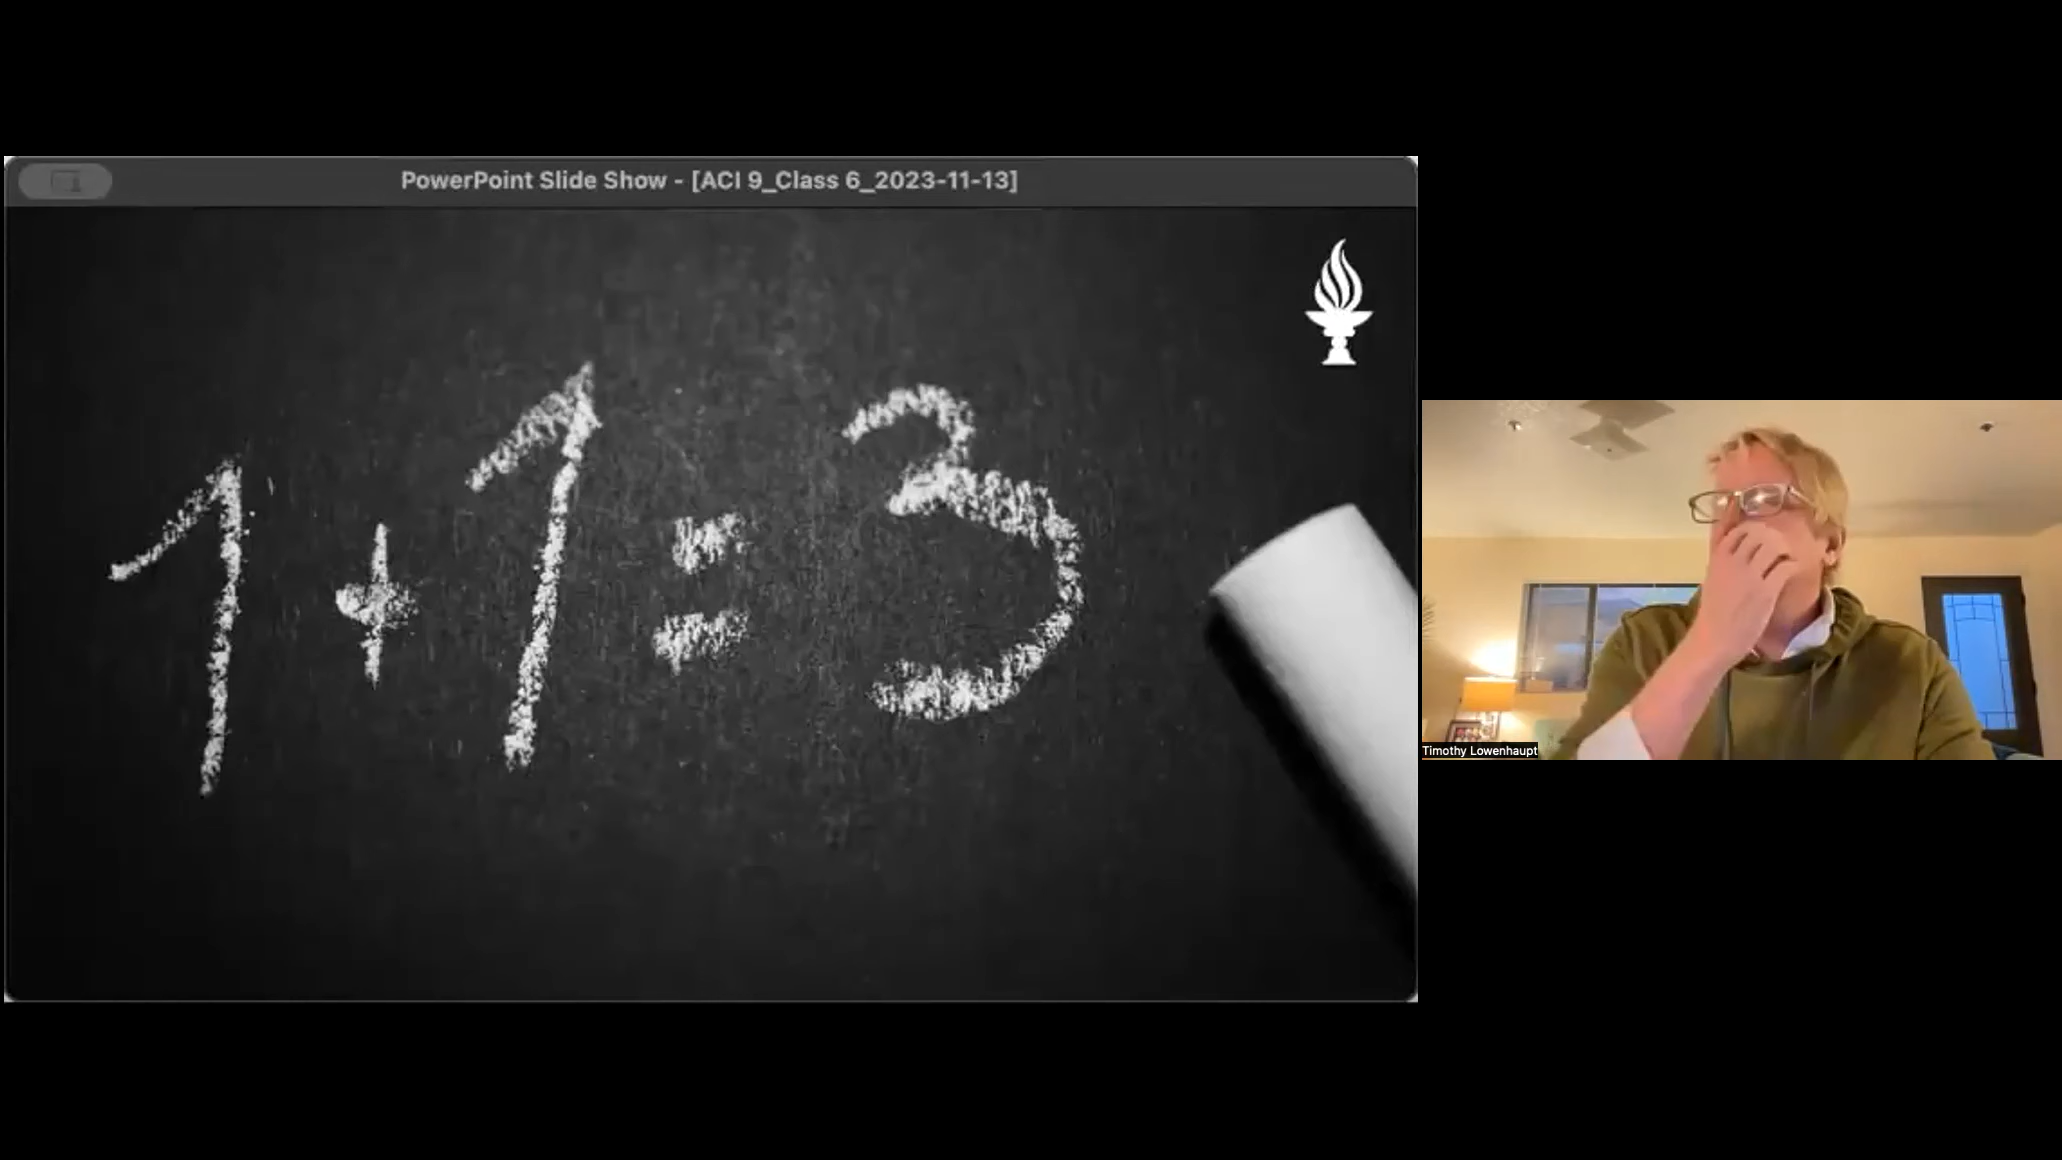 PowerPoint Slide Show - [ACI 9_Class 6_2023-11-13]
1+1=3
Timothy Lowenhaupt